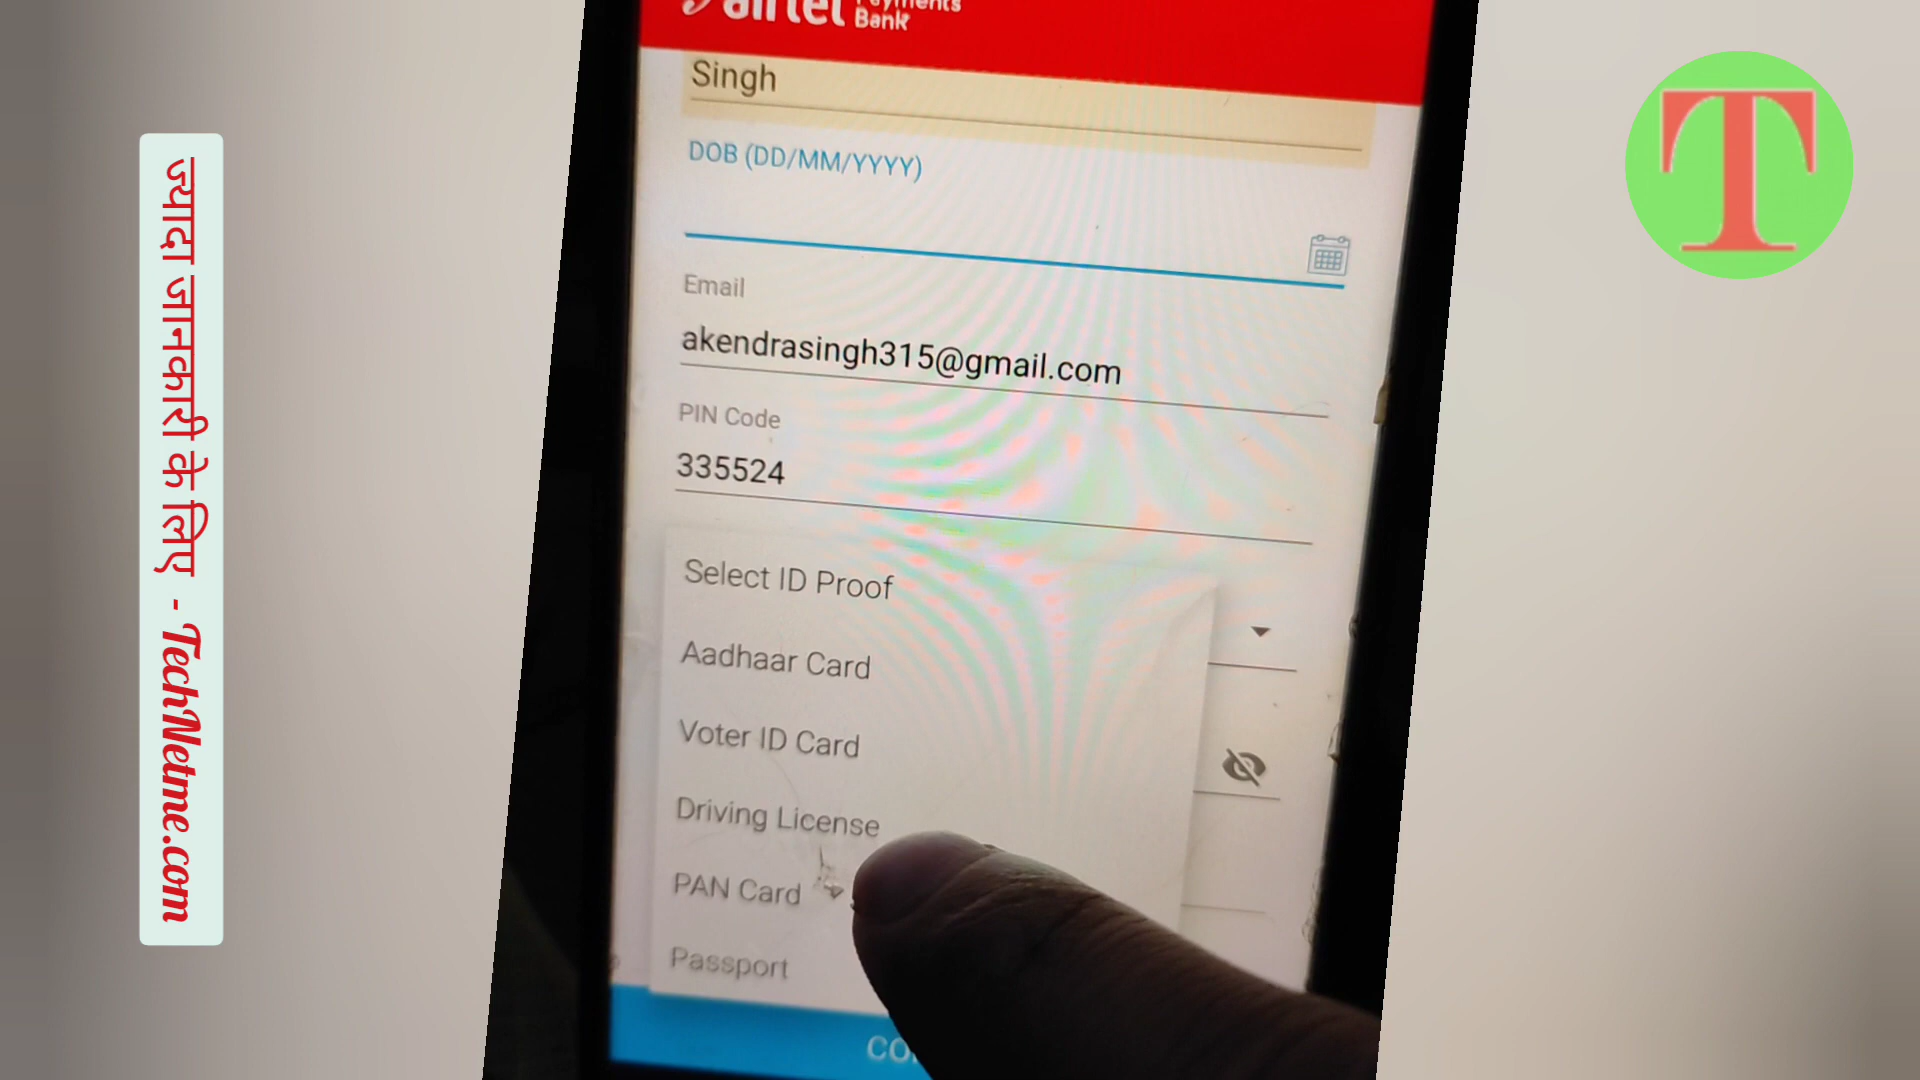 ज्यादा जानकारी के लिए - TechNetme.com
airtel
Bank
Singh
DOB (DD/MM/YYYY)
Email
akendrasingh315@gmail.com
PIN Code
335524
Select ID Proof
Aadhaar Card
Voter ID Card
Driving License
PAN Card
Passport
T